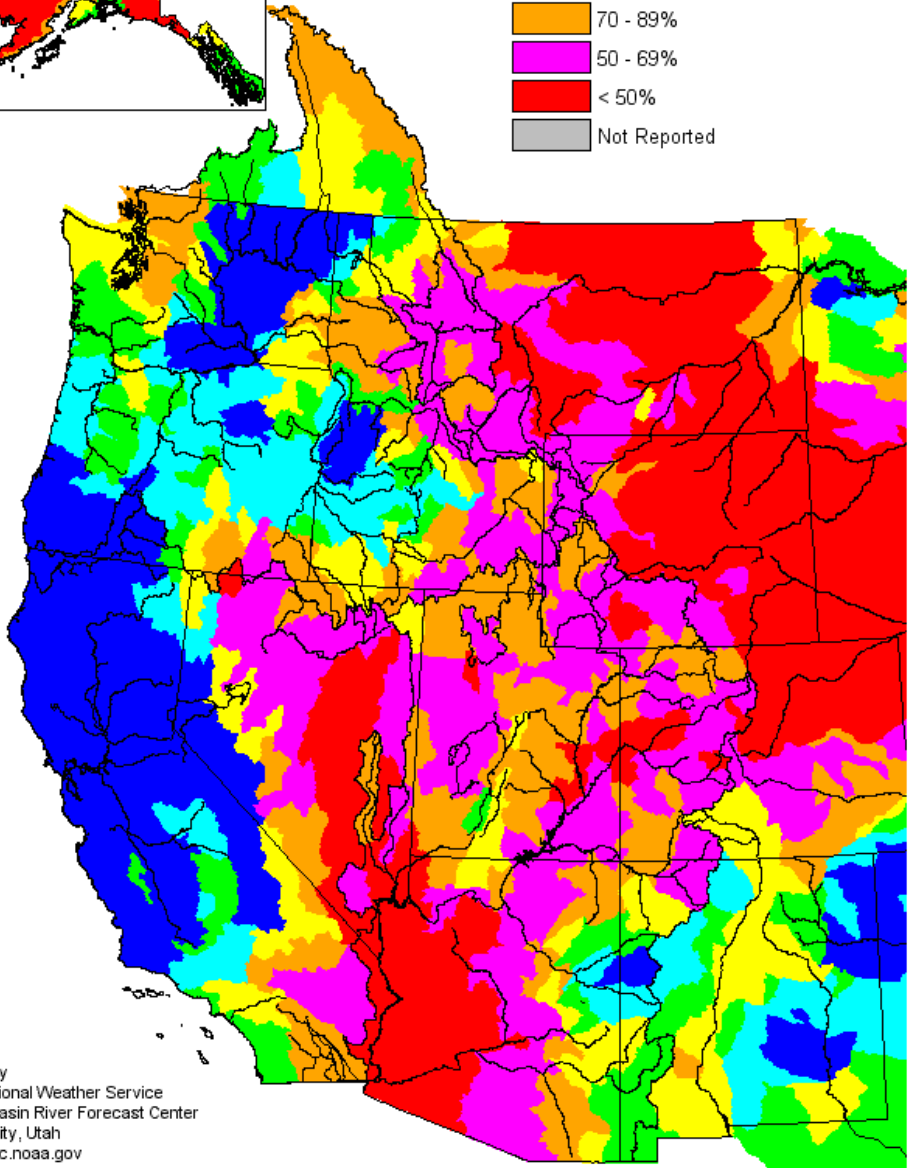 70 - 89%
50 - 69%
< 50%
Not Reported
y
ional Weather Service
asin River Forecast Center
ity, Utah
c.noaa.gov